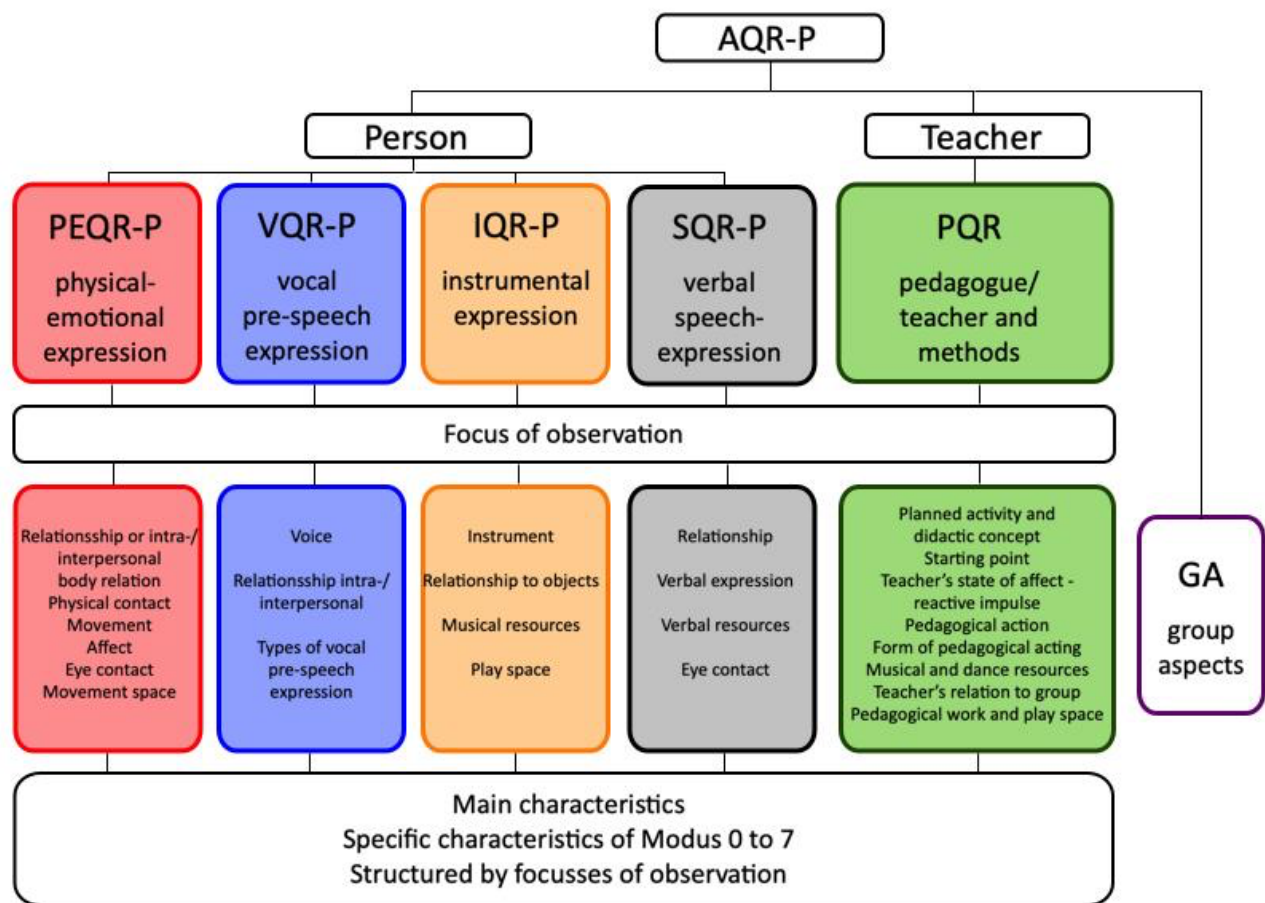 AQR-P
Person
Teacher
PEQR-P
physical-
emotional
expression
VQR-P
vocal
pre-speech
expression
IQR-P
instrumental
expression
SQR-P
verbal
speech-
expression
PQR
pedagogue/
teacher and
methods
Focus of observation
Relationsship or intra-/
interpersonal
body relation
Physical contact
Movement
Affect
Eye contact
Movement space
Voice
Relationsship intra-/
interpersonal
Types of vocal
pre-speech
expression
Instrument
Relationship to objects
Musical resources
Play space
Relationship
Verbal expression
Verbal resources
Eye contact
Planned activity and
didactic concept
Starting point
Teacher’s state of affect -
reactive impulse
Pedagogical action
Form of pedagogical acting
Musical and dance resources
Teacher’s relation to group
Pedagogical work and play space
GA
group
aspects
Main characteristics
Specific characteristics of Modus 0 to 7
Structured by focusses of observation